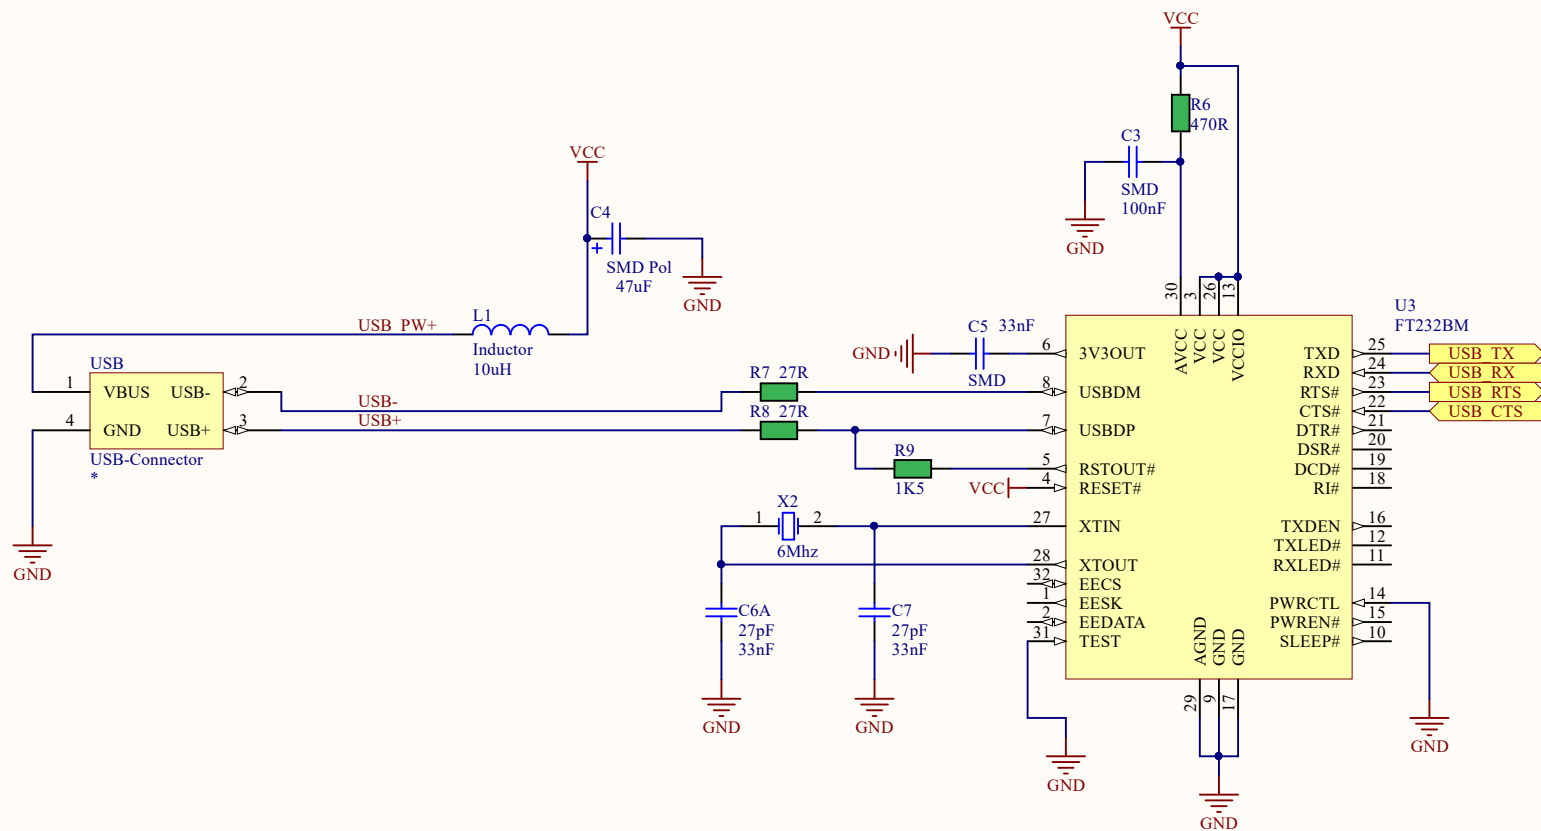 VCC
R6
470R
C3
SMD
100nF
GND
VCC
C4
+
SMD Pol
47uF
GND
30
3
26
13
AVCC
VCC
VCC
VCCIO
U3
FT232BM
USB_PW+
L1
Inductor
10uH
USB
1 VBUS USB- 2
4 GND USB+ 3
USB-Connector
*
GND
USB-
USB+
R7 27R
R8 27R
R9
1K5
C5 33nF
GND
SMD
VCC
6 3V3OUT
8 USBDM
7 USBDP
5 RSTOUT#
4 RESET#
27 XTIN
28 XTOUT
32 EECS
1 EESK
2 EEDATA
31 TEST
X2
1 2
6Mhz
C6A
27pF
33nF
GND
C7
27pF
33nF
GND
TXD 25 USB_TX
RXD 24 USB_RX
RTS# 23 USB_RTS
CTS# 22 USB_CTS
DTR# 21
DSR# 20
DCD# 19
RI# 18
TXDEN 16
TXLED# 12
RXLED# 11
PWRCTL 14
PWREN# 15
SLEEP# 10
AGND
GND
GND
29
9
17
GND
GND
GND